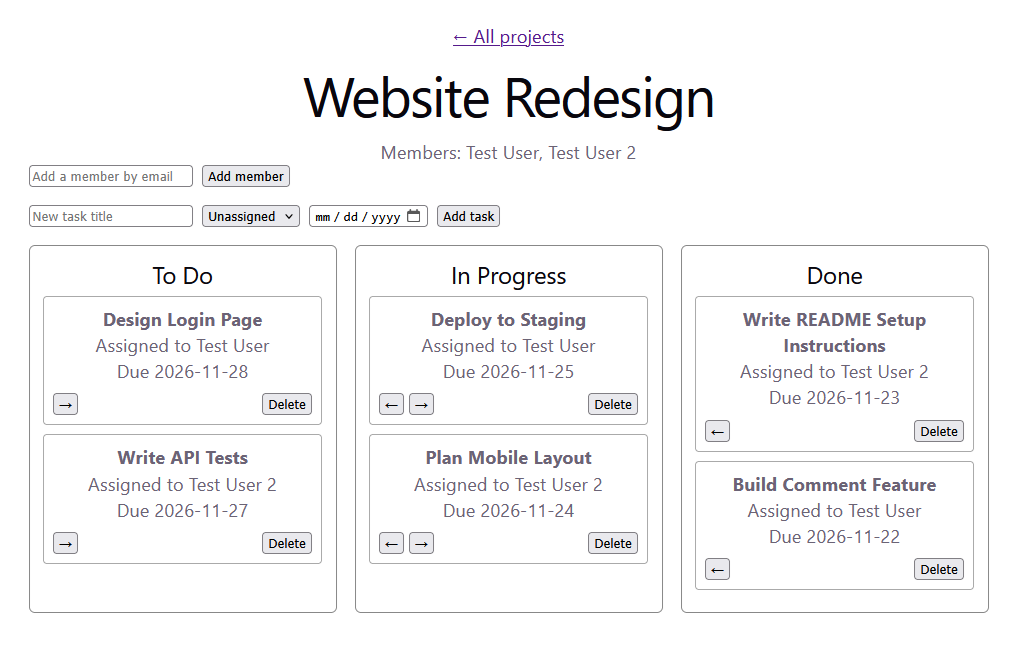 ← All projects
Website Redesign
Members: Test User, Test User 2
Add a member by email Add member
New task title Unassigned mm / dd / yyyy Add task
To Do
Design Login Page
Assigned to Test User
Due 2026-11-28
→ Delete
Write API Tests
Assigned to Test User 2
Due 2026-11-27
→ Delete
In Progress
Deploy to Staging
Assigned to Test User
Due 2026-11-25
← → Delete
Plan Mobile Layout
Assigned to Test User 2
Due 2026-11-24
← → Delete
Done
Write README Setup
Instructions
Assigned to Test User 2
Due 2026-11-23
← Delete
Build Comment Feature
Assigned to Test User
Due 2026-11-22
← Delete